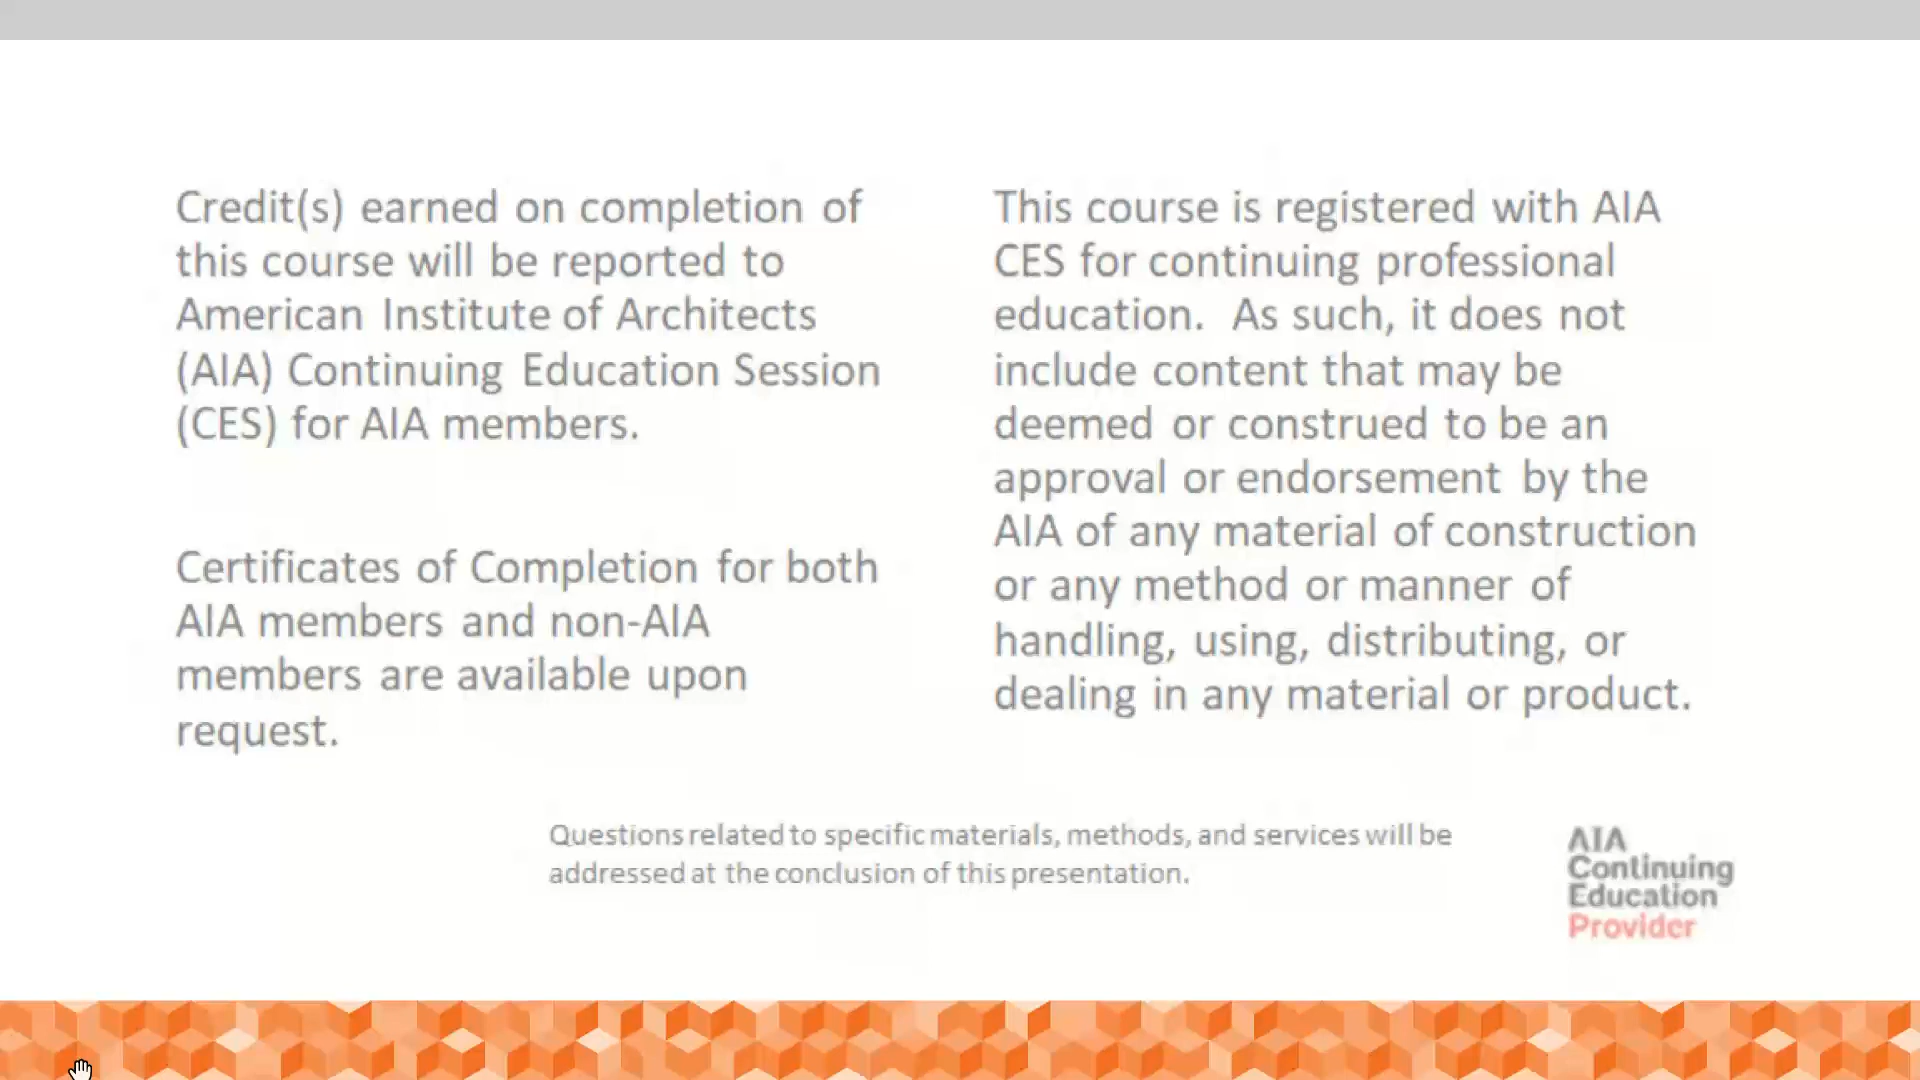 Credit(s) earned on completion of
this course will be reported to
American Institute of Architects
(AIA) Continuing Education Session
(CES) for AIA members.
Certificates of Completion for both
AIA members and non-AIA
members are available upon
request.
This course is registered with AIA
CES for continuing professional
education. As such, it does not
include content that may be
deemed or construed to be an
approval or endorsement by the
AIA of any material of construction
or any method or manner of
handling, using, distributing, or
dealing in any material or product.
Questions related to specific materials, methods, and services will be
addressed at the conclusion of this presentation.
AIA
Continuing
Education
Provider